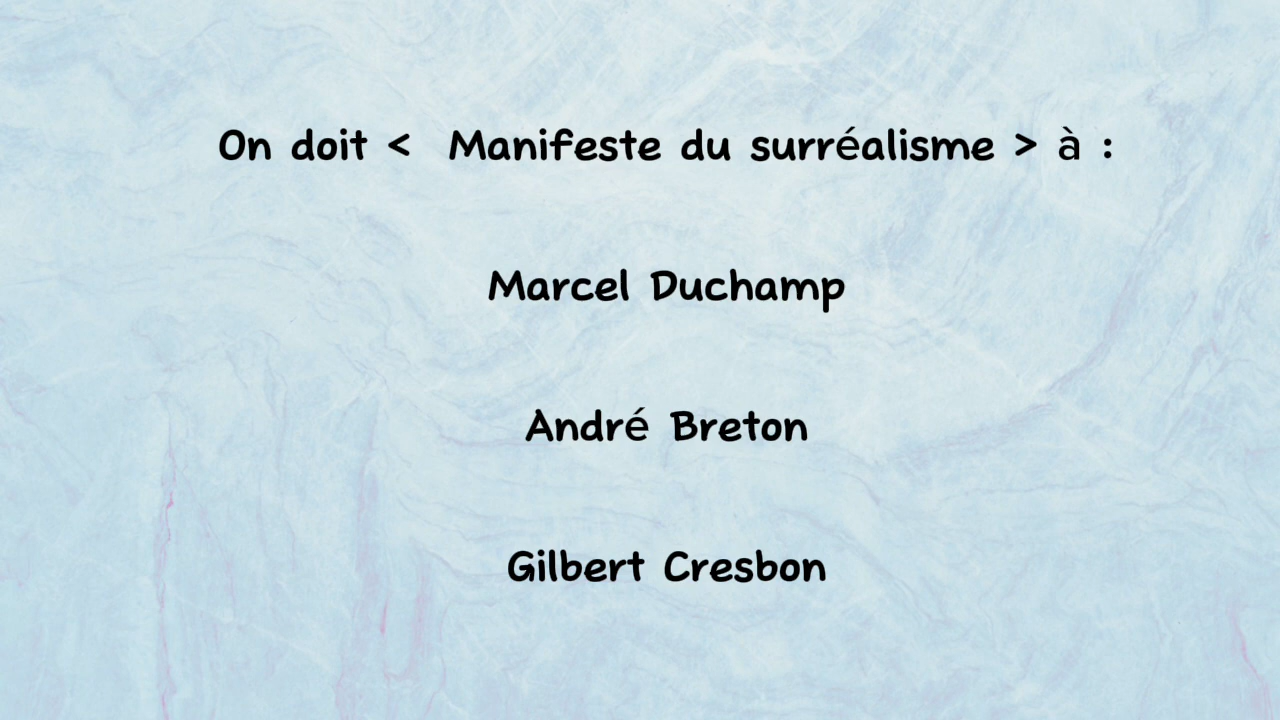 On doit < Manifeste du surréalisme > à :
Marcel Duchamp
André Breton
Gilbert Cresbon